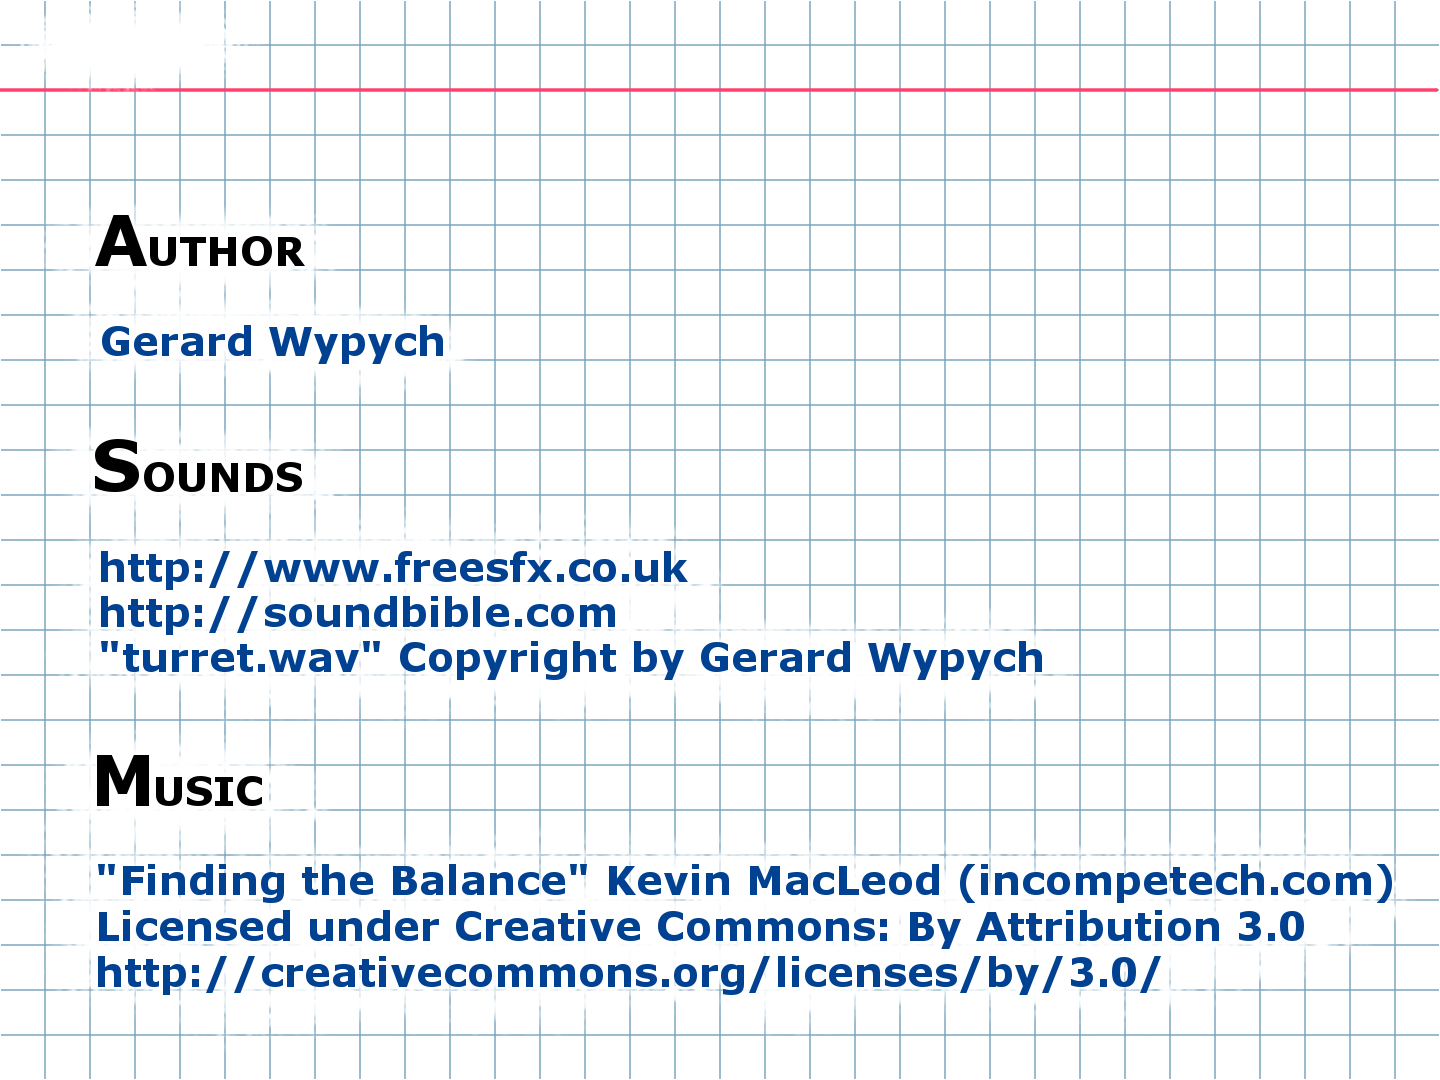 Author
Gerard Wypych
Sounds
http://www.freesfx.co.uk
http://soundbible.com
"turret.wav" Copyright by Gerard Wypych
Music
"Finding the Balance" Kevin MacLeod (incompetech.com)
Licensed under Creative Commons: By Attribution 3.0
http://creativecommons.org/licenses/by/3.0/